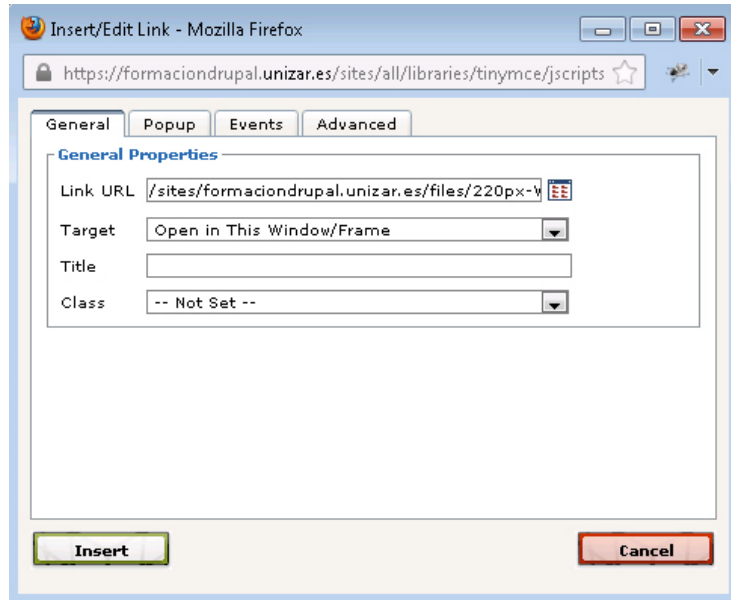 Insert/Edit Link - Mozilla Firefox
https://formaciondrupal.unizar.es/sites/all/libraries/tinymce/jscripts
General Popup Events Advanced
General Properties
Link URL /sites/formaciondrupal.unizar.es/files/220px-W
Target Open in This Window/Frame
Title
Class -- Not Set --
Insert Cancel